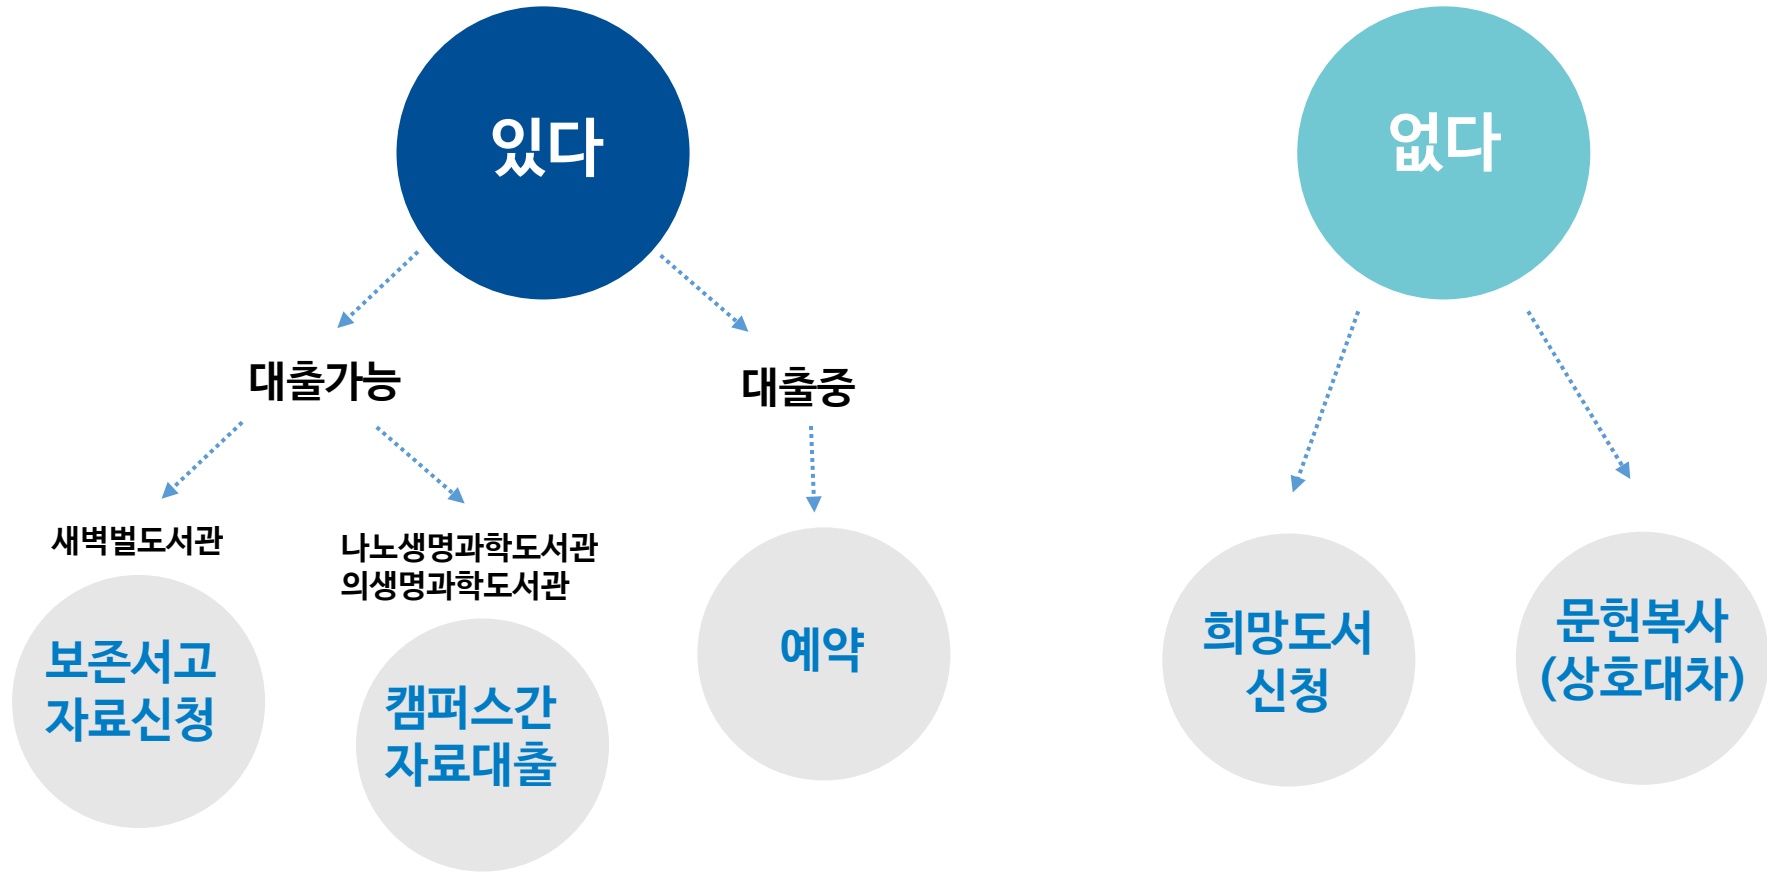 있다
없다
대출가능
대출중
새벽벌도서관
나노생명과학도서관
의생명과학도서관
보존서고
자료신청
캠퍼스간
자료대출
예약
희망도서
신청
문헌복사
(상호대차)